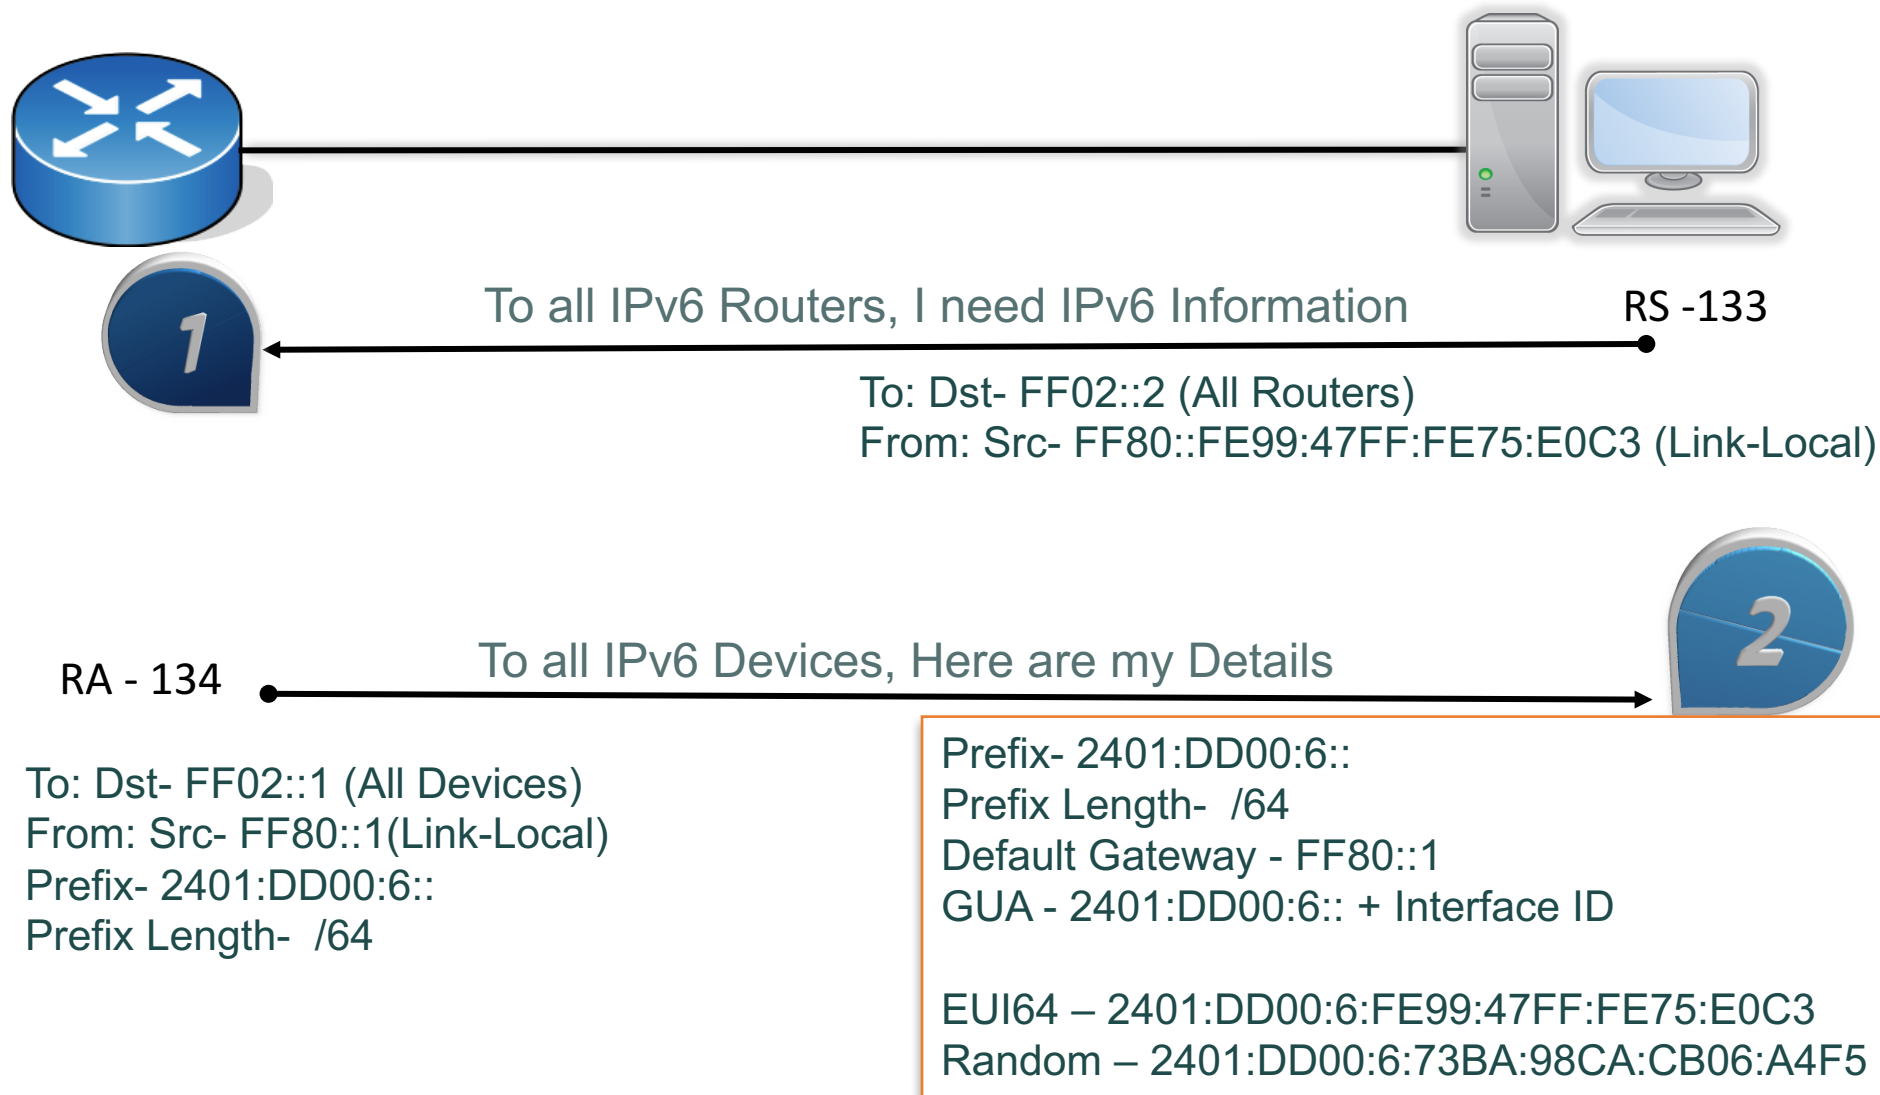 1
To all IPv6 Routers, I need IPv6 Information
RS -133
To: Dst- FF02::2 (All Routers)
From: Src- FF80::FE99:47FF:FE75:E0C3 (Link-Local)
2
To all IPv6 Devices, Here are my Details
RA - 134
To: Dst- FF02::1 (All Devices)
From: Src- FF80::1(Link-Local)
Prefix- 2401:DD00:6::
Prefix Length-  /64
Prefix- 2401:DD00:6::
Prefix Length-  /64
Default Gateway - FF80::1
GUA - 2401:DD00:6:: + Interface ID
EUI64 – 2401:DD00:6:FE99:47FF:FE75:E0C3
Random – 2401:DD00:6:73BA:98CA:CB06:A4F5